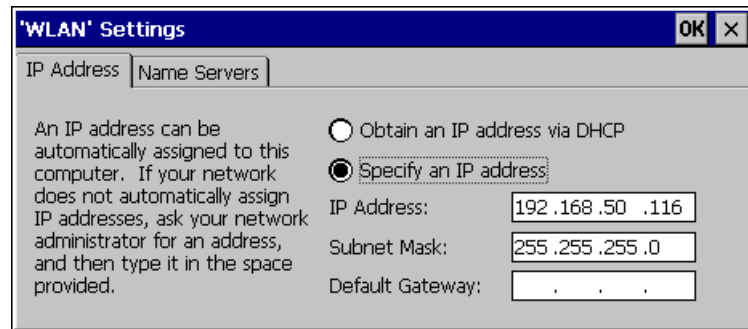 'WLAN' Settings OK ×
IP Address Name Servers
An IP address can be
automatically assigned to this
computer. If your network
does not automatically assign
IP addresses, ask your network
administrator for an address,
and then type it in the space
provided.
Obtain an IP address via DHCP
Specify an IP address
IP Address: 192.168.50 .116
Subnet Mask: 255.255.255.0
Default Gateway: . . .